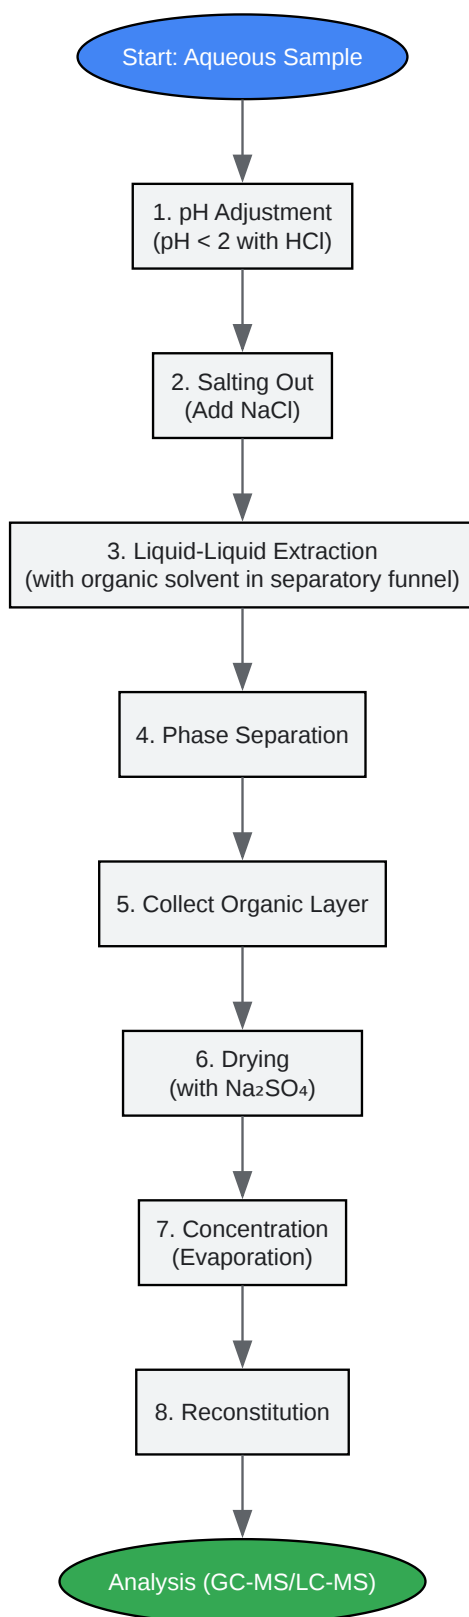 Start: Aqueous Sample
1. pH Adjustment
(pH < 2 with HCl)
2. Salting Out
(Add NaCl)
3. Liquid-Liquid Extraction
(with organic solvent in separatory funnel)
4. Phase Separation
5. Collect Organic Layer
6. Drying
(with Na₂SO₄)
7. Concentration
(Evaporation)
8. Reconstitution
Analysis (GC-MS/LC-MS)